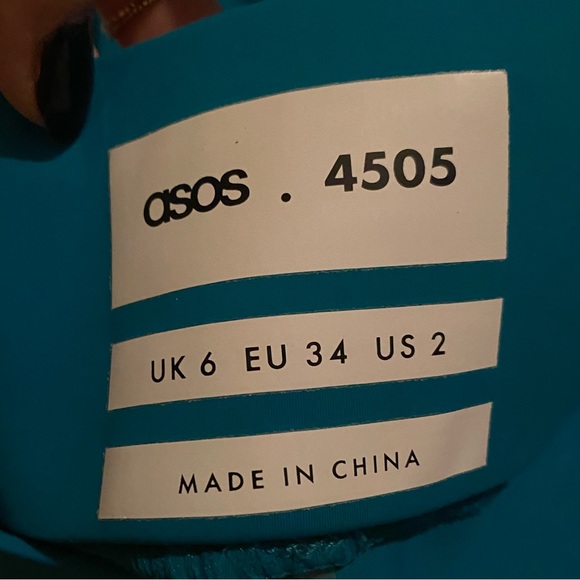 asos . 4505
UK 6 EU 34 US 2
MADE IN CHINA